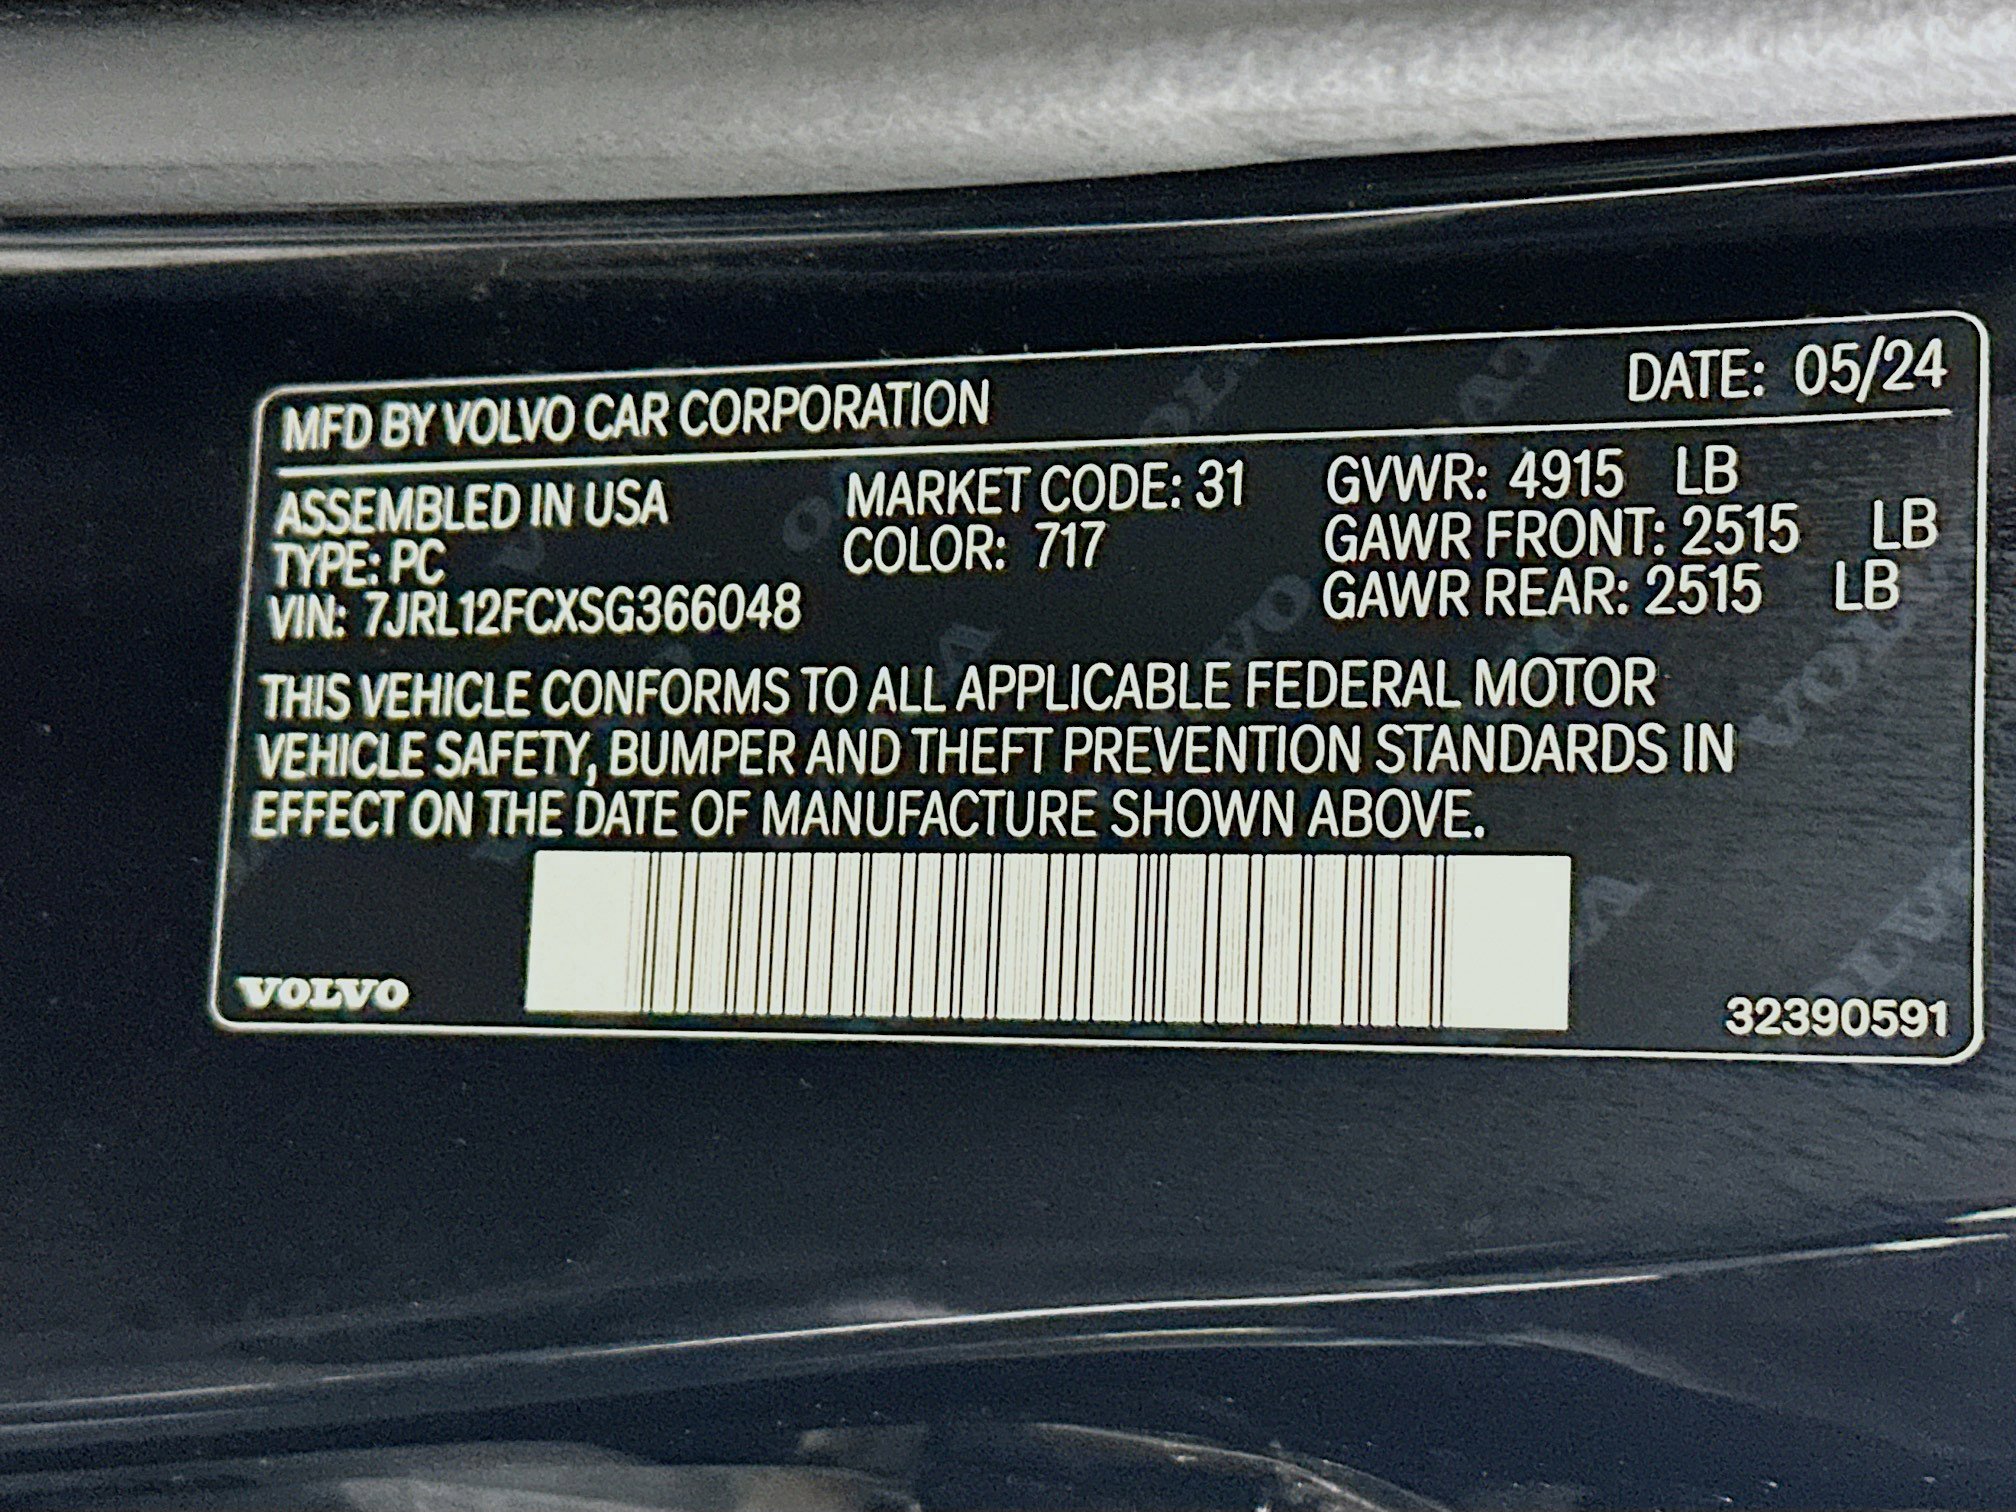 MFD BY VOLVO CAR CORPORATION DATE: 05/24
ASSEMBLED IN USA MARKET CODE: 31 GVWR: 4915 LB
TYPE: PC COLOR: 717 GAWR FRONT: 2515 LB
VIN: 7JRL12FCXSG366048 GAWR REAR: 2515 LB
THIS VEHICLE CONFORMS TO ALL APPLICABLE FEDERAL MOTOR
VEHICLE SAFETY, BUMPER AND THEFT PREVENTION STANDARDS IN
EFFECT ON THE DATE OF MANUFACTURE SHOWN ABOVE.
VOLVO 32390591